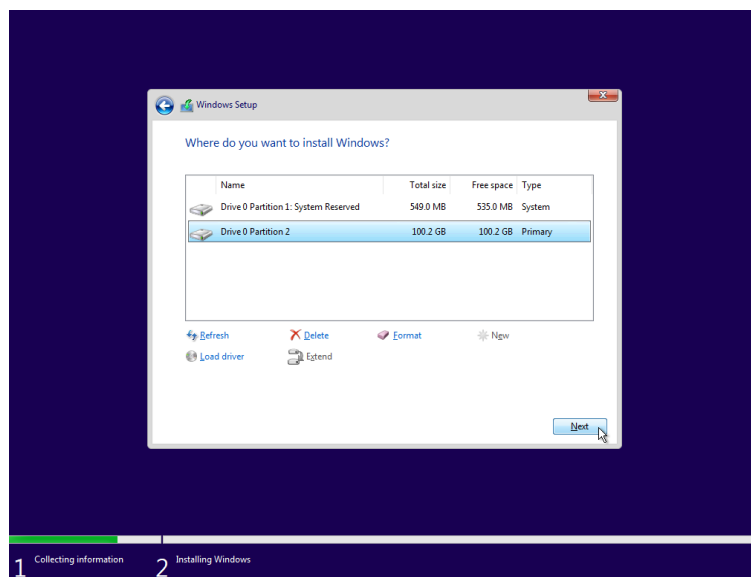 Windows Setup
Where do you want to install Windows?
Name Total size Free space Type
Drive 0 Partition 1: System Reserved 549.0 MB 535.0 MB System
Drive 0 Partition 2 100.2 GB 100.2 GB Primary
Refresh Delete Format New
Load driver Extend
Next
1 Collecting information 2 Installing Windows